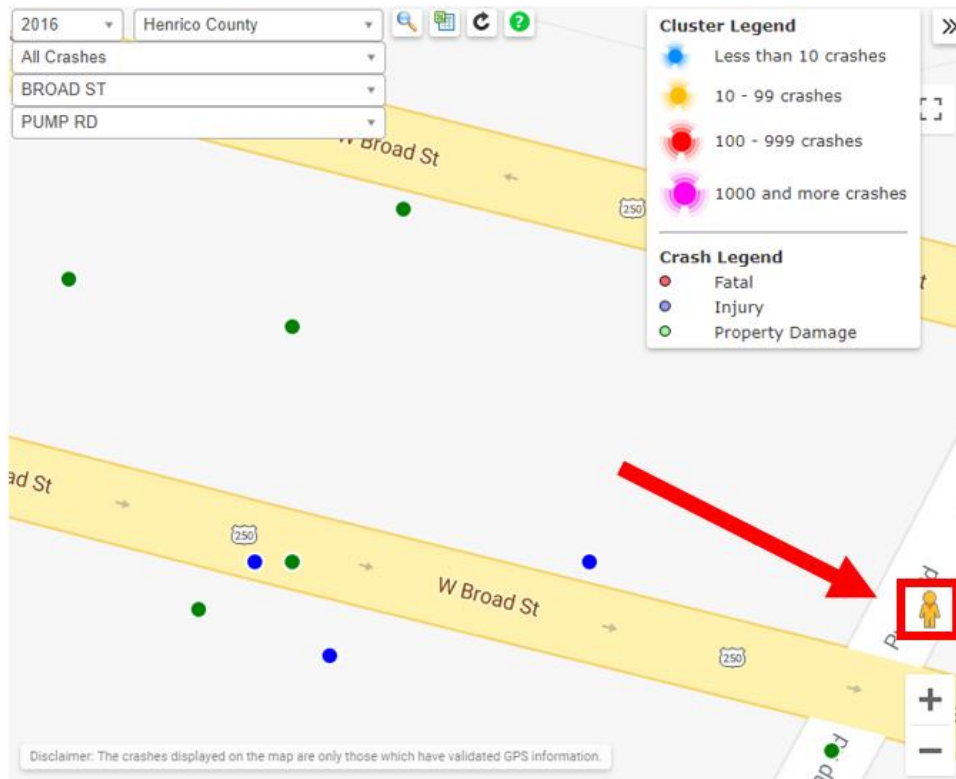 2016
Henrico County
All Crashes
BROAD ST
PUMP RD
Cluster Legend
Less than 10 crashes
10 - 99 crashes
100 - 999 crashes
1000 and more crashes
Crash Legend
Fatal
Injury
Property Damage
W Broad St
250
ad St
250
W Broad St
250
Disclaimer: The crashes displayed on the map are only those which have validated GPS information.